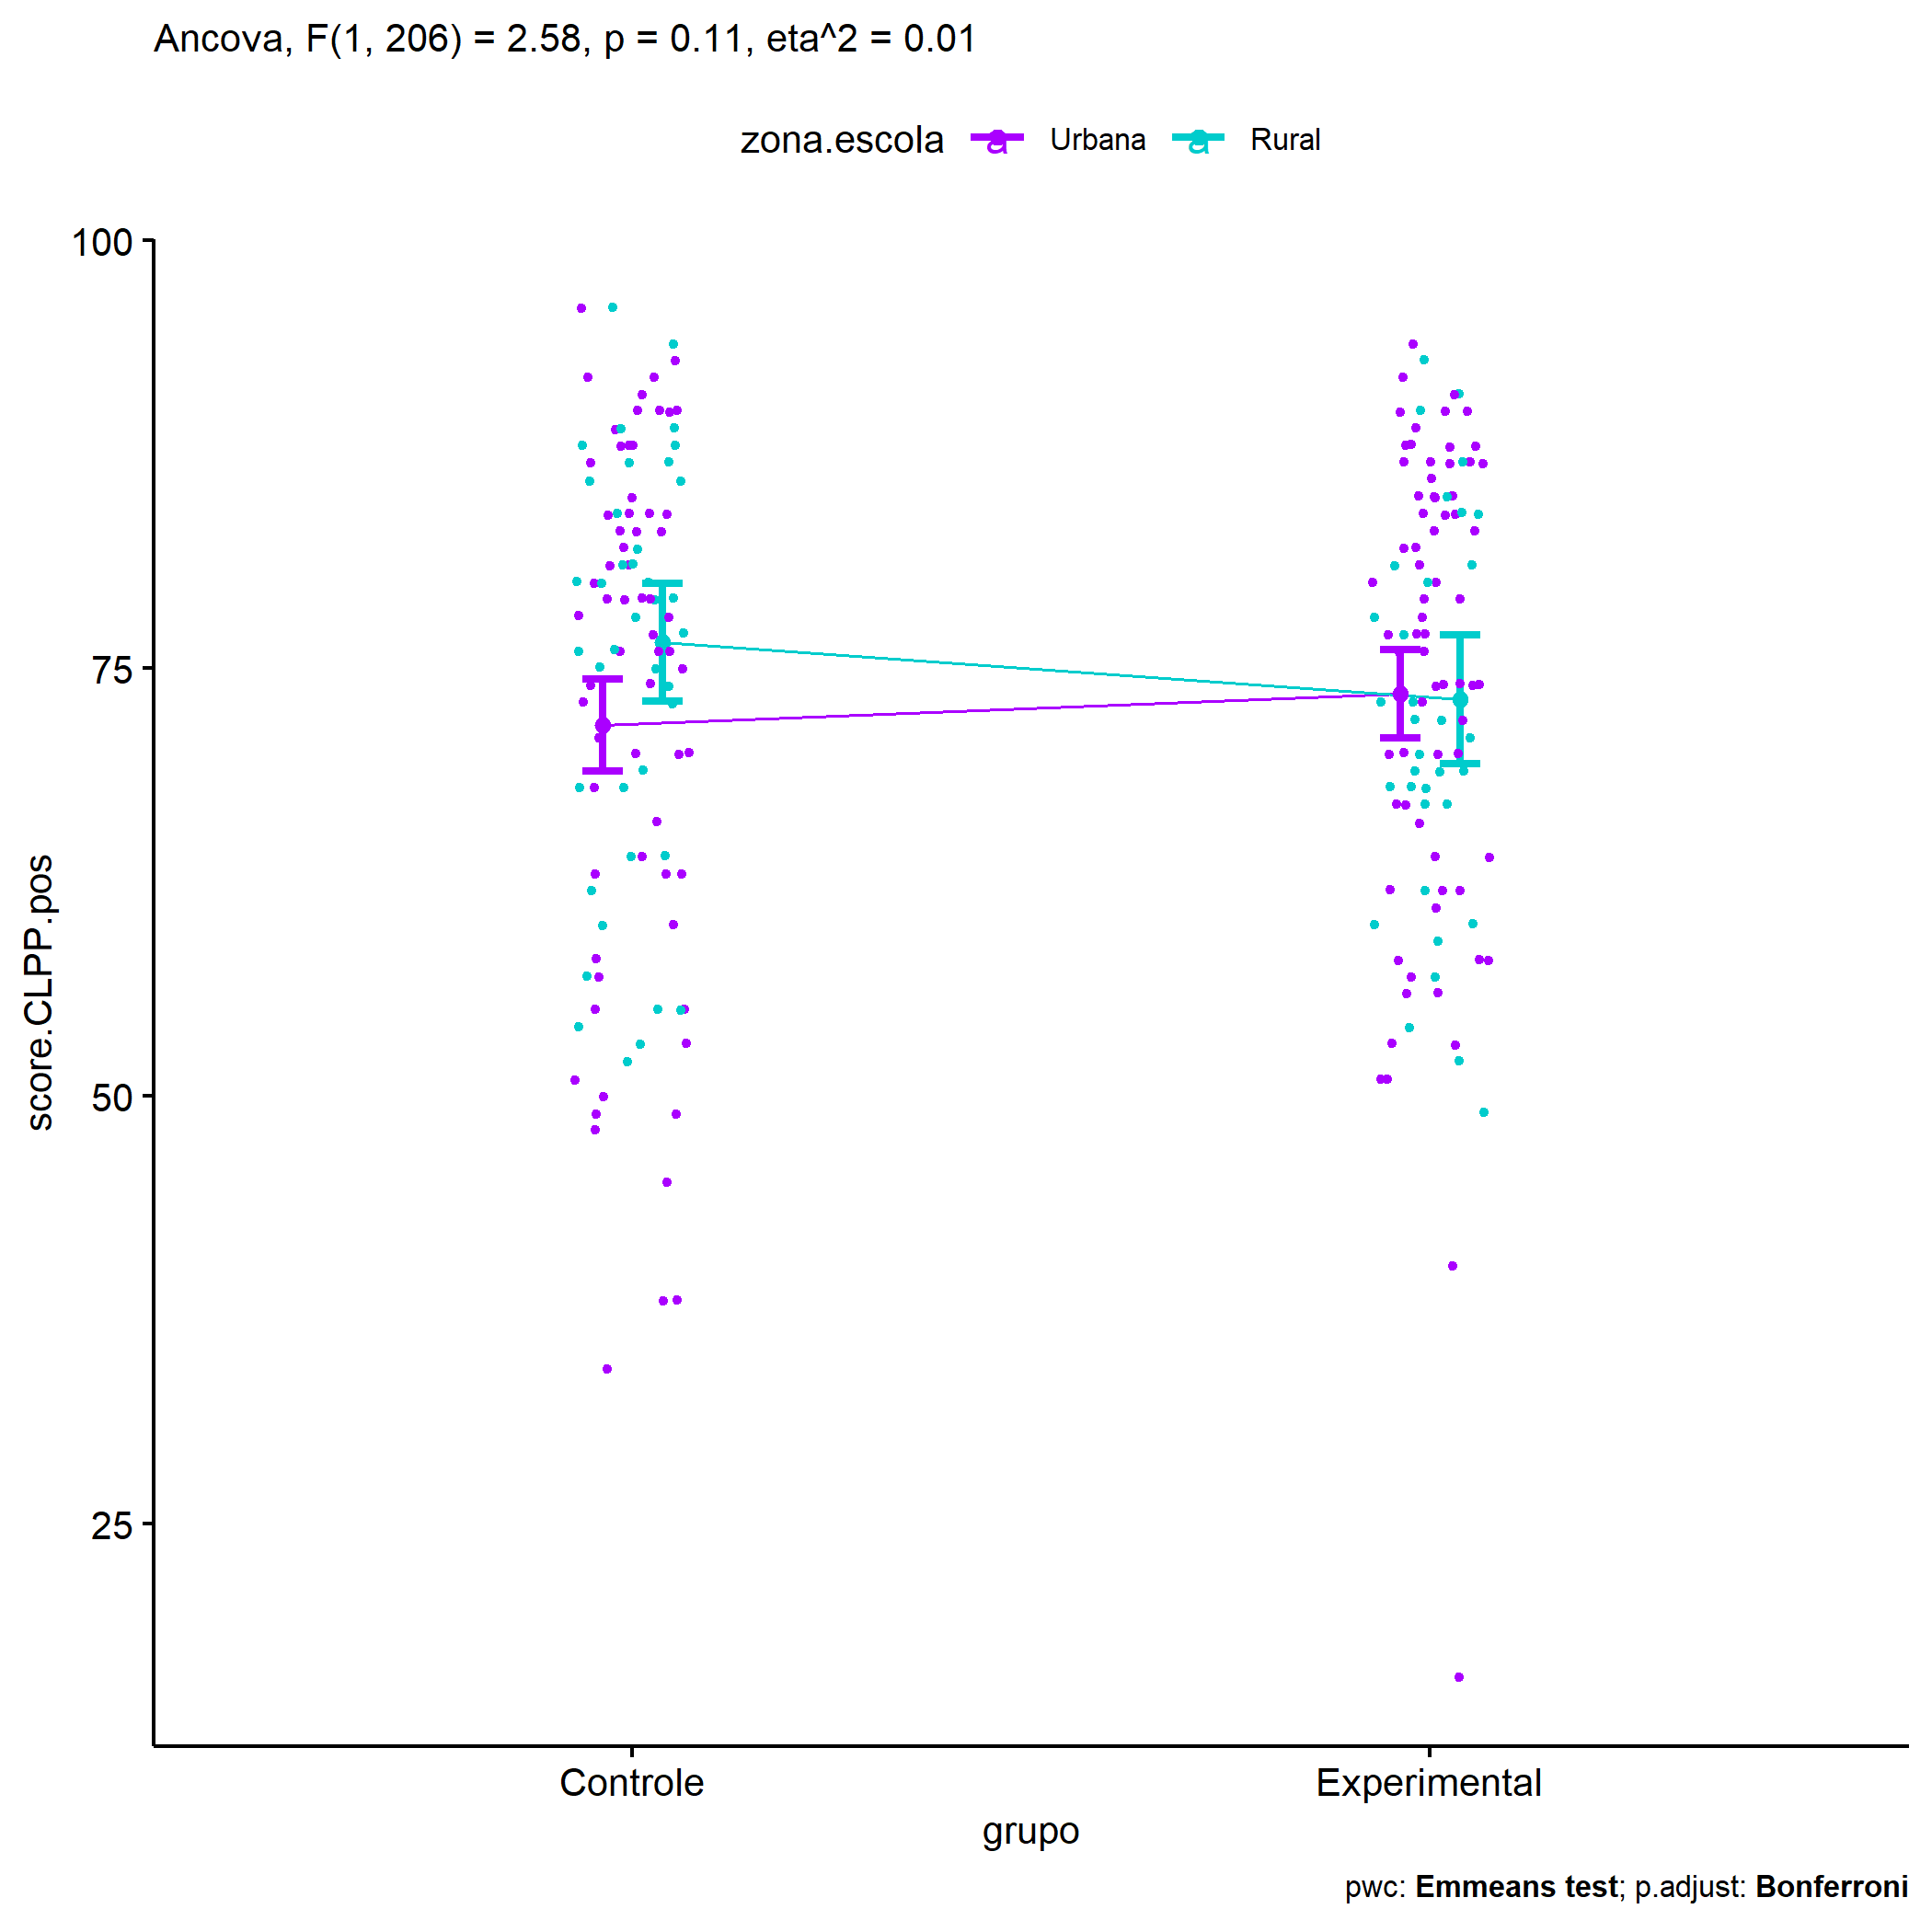 Ancova, F(1, 206) = 2.58, p = 0.11, eta^2 = 0.01
zona.escola a Urbana a Rural
100
75
50
25
score.CLPP.pos
Controle Experimental
grupo
pwc: Emmeans test; p.adjust: Bonferroni